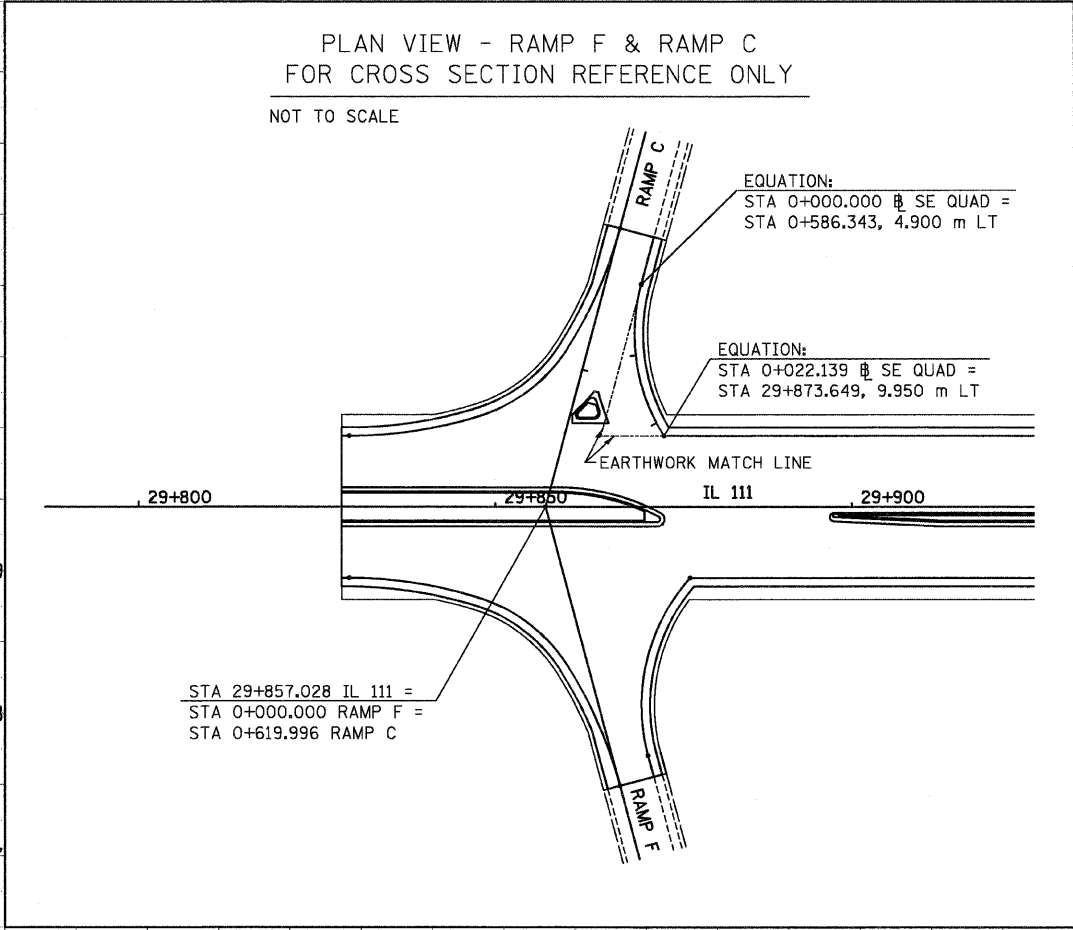 PLAN VIEW - RAMP F & RAMP C
FOR CROSS SECTION REFERENCE ONLY
NOT TO SCALE
RAMP C
EQUATION:
STA 0+000.000 ⅊ SE QUAD =
STA 0+586.343, 4.900 m LT
EQUATION:
STA 0+022.139 ⅊ SE QUAD =
STA 29+873.649, 9.950 m LT
EARTHWORK MATCH LINE
29+800
29+850
IL 111
29+900
STA 29+857.028 IL 111 =
STA 0+000.000 RAMP F =
STA 0+619.996 RAMP C
RAMP F